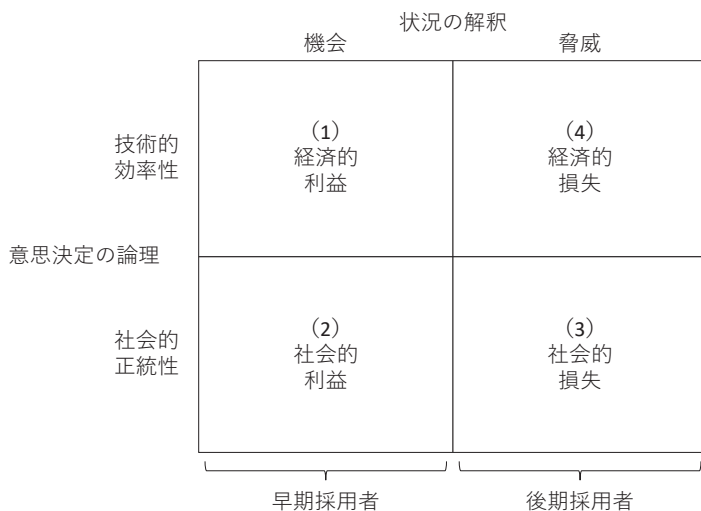 状況の解釈
機会
脅威
技術的
効率性
(1)
経済的
利益
(4)
経済的
損失
意思決定の論理
社会的
正統性
(2)
社会的
利益
(3)
社会的
損失
早期採用者
後期採用者